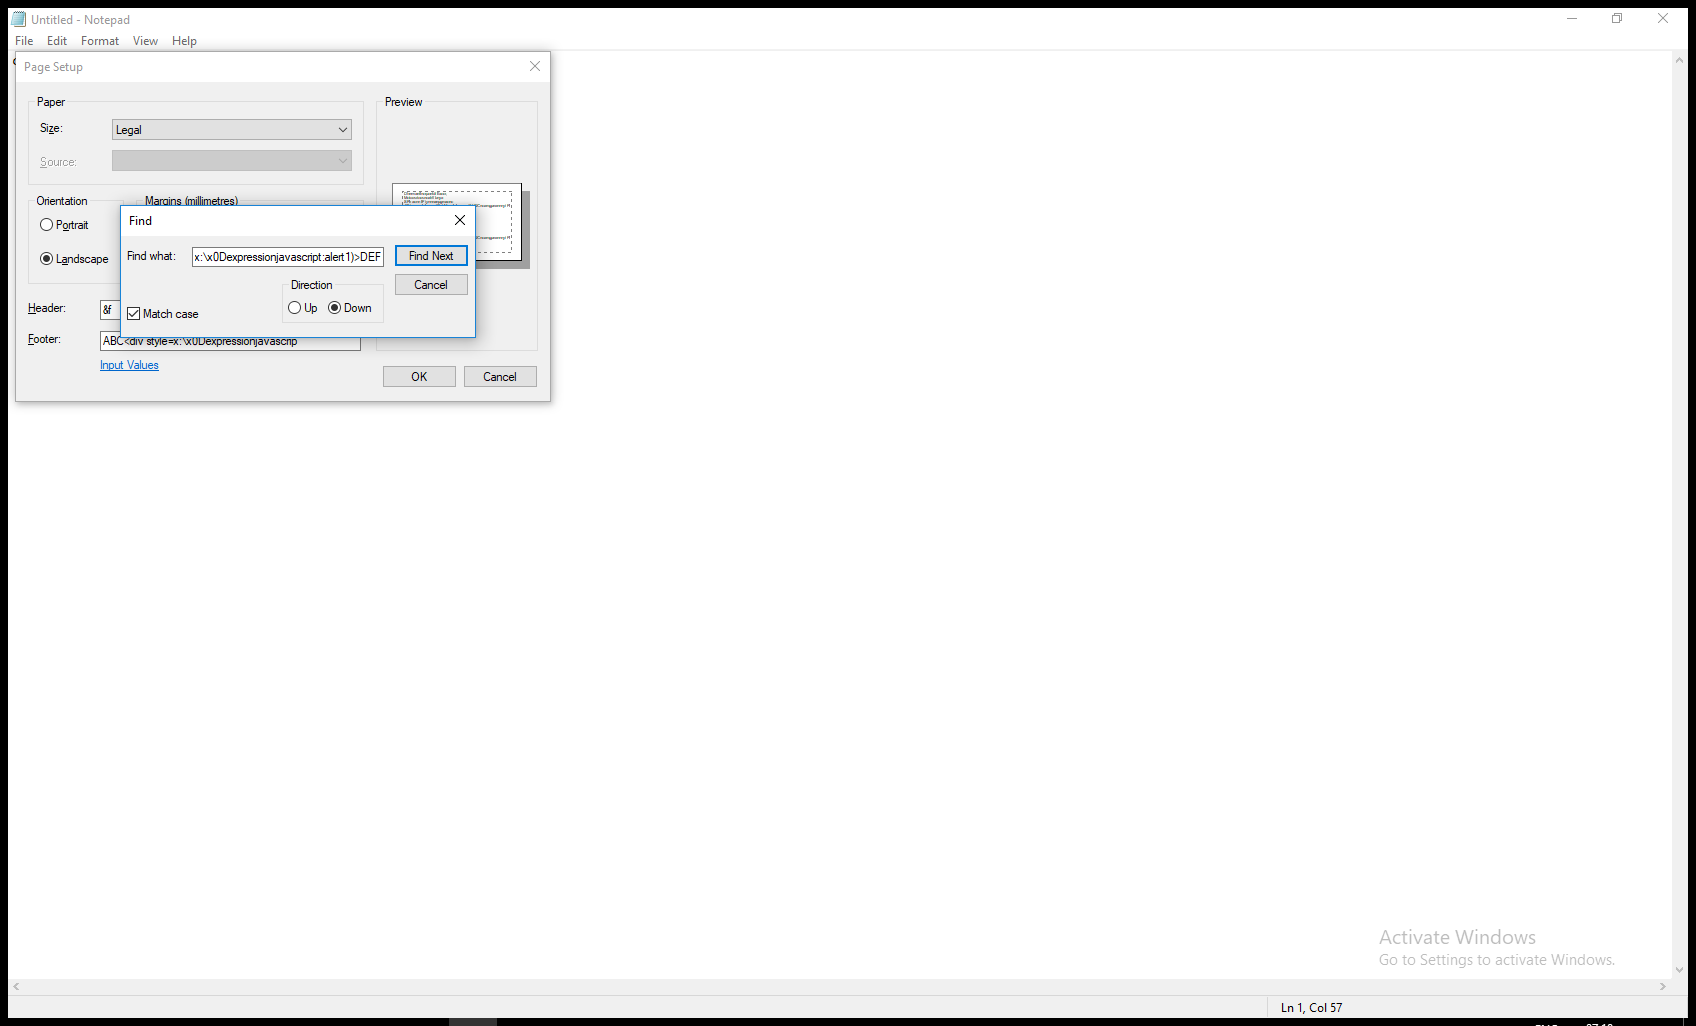 Untitled - Notepad
File Edit Format View Help
Page Setup
Paper
Size: Legal
Source:
Preview
Orientation
Portrait
Landscape
Margins (millimetres)
Find
Find what: x:\x0Dexpressionjavascript:alert1)>DEF Find Next
Cancel
Direction
Up Down
Match case
Header: &f
Footer: ABC<div style=x:\x0Dexpressionjavascrip
Input Values
OK Cancel
Activate Windows
Go to Settings to activate Windows.
Ln 1, Col 57